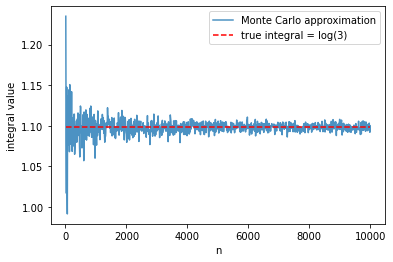 Monte Carlo approximation
true integral = log(3)
integral value
1.20
1.15
1.10
1.05
1.00
0
2000
4000
6000
8000
10000
n